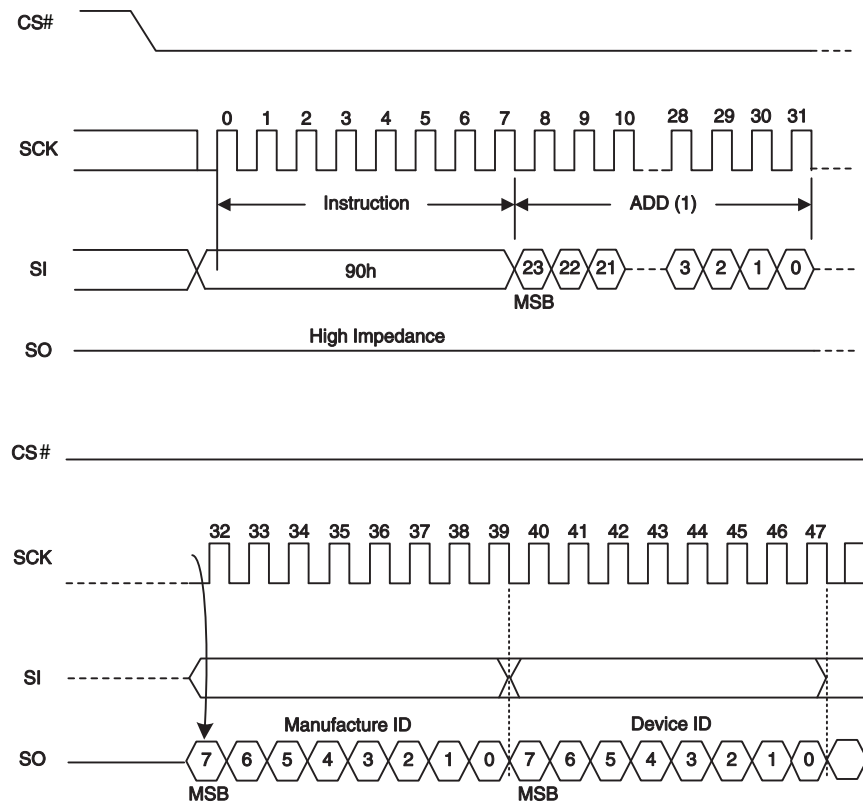 CS#
0 1 2 3 4 5 6 7 8 9 10 28 29 30 31
SCK
Instruction ADD (1)
SI 90h 23 22 21 3 2 1 0
MSB
High Impedance
SO
CS#
32 33 34 35 36 37 38 39 40 41 42 43 44 45 46 47
SCK
SI
Manufacture ID Device ID
SO 7 6 5 4 3 2 1 0 7 6 5 4 3 2 1 0
MSB MSB